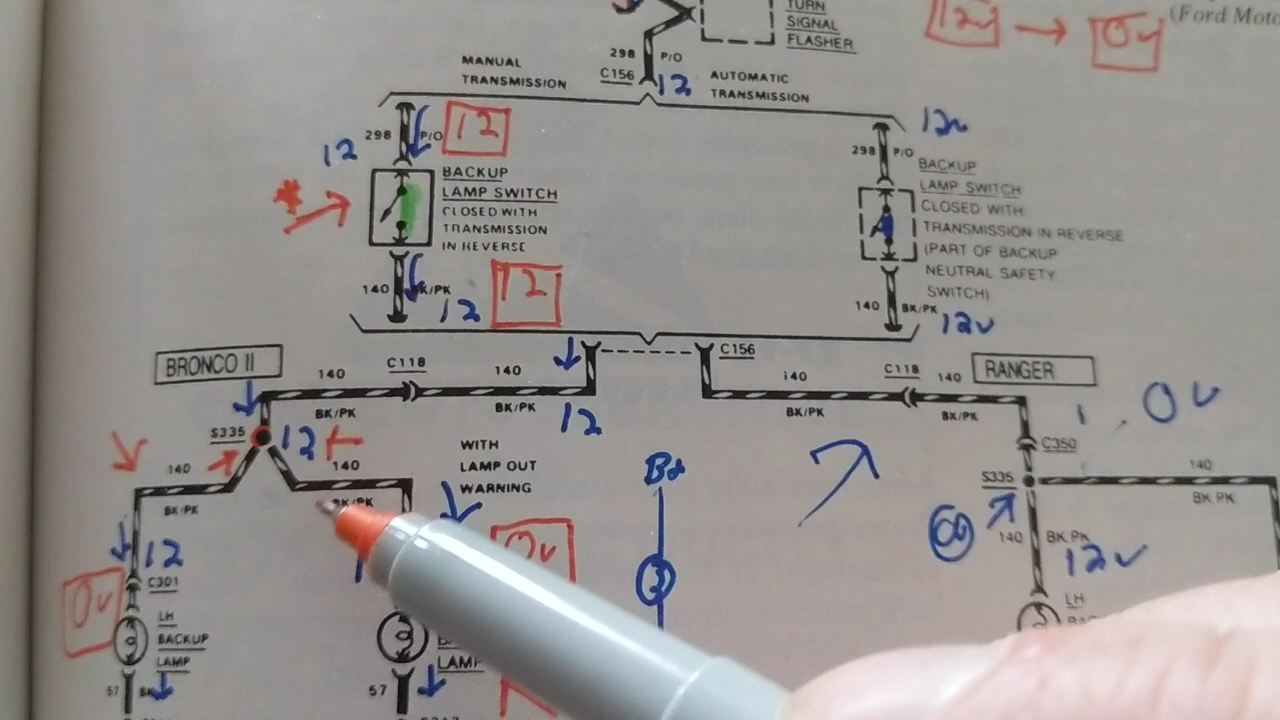 TURN
SIGNAL
FLASHER
12v → 0v
(Ford Moto
298 P/O
C156
12
MANUAL
TRANSMISSION
AUTOMATIC
TRANSMISSION
298 P/O
12
12
12v
298 P/O
BACKUP
LAMP SWITCH
CLOSED WITH
TRANSMISSION
IN REVERSE
BACKUP
LAMP SWITCH
CLOSED WITH
TRANSMISSION IN REVERSE
(PART OF BACKUP
NEUTRAL SAFETY
SWITCH)
140
12
12
140 BK/PK
12v
BRONCO II
140
C118
140
C156
140
C118
140
RANGER
BK/PK
BK/PK
12
BK/PK
BK/PK
0v
S335
12
WITH
LAMP OUT
WARNING
C350
140
BK/PK
140
B+
S335
140
BK PK
140
BK PK
12v
12
C301
0v
0v
LH
BACKUP
LAMP
LAMP
LH
57
57